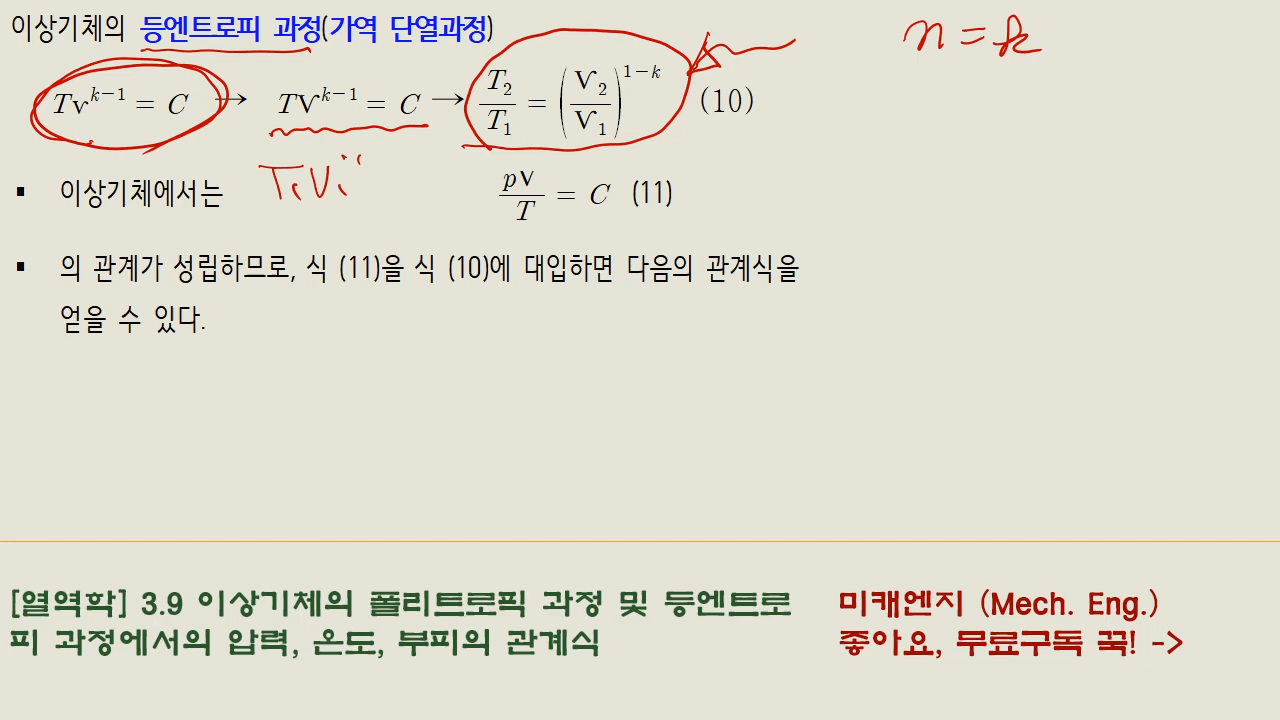 이상기체의 등엔트로피 과정(가역 단열과정)
n = k
Tv^{k-1} = C → TV^{k-1} = C → T_2/T_1 = (V_2/V_1)^{1-k} (10)
T_1V_1
▪ 이상기체에서는 pV/T = C (11)
▪ 의 관계가 성립하므로, 식 (11)을 식 (10)에 대입하면 다음의 관계식을
얻을 수 있다.
[열역학] 3.9 이상기체의 폴리트로픽 과정 및 등엔트로
피 과정에서의 압력, 온도, 부피의 관계식
미캐엔지 (Mech. Eng.)
좋아요, 무료구독 꾹! ->